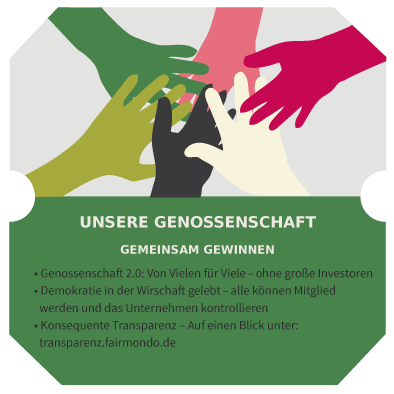 UNSERE GENOSSENSCHAFT
GEMEINSAM GEWINNEN
• Genossenschaft 2.0: Von Vielen für Viele – ohne große Investoren
• Demokratie in der Wirschaft gelebt – alle können Mitglied
werden und das Unternehmen kontrollieren
• Konsequente Transparenz – Auf einen Blick unter:
transparenz.fairmondo.de